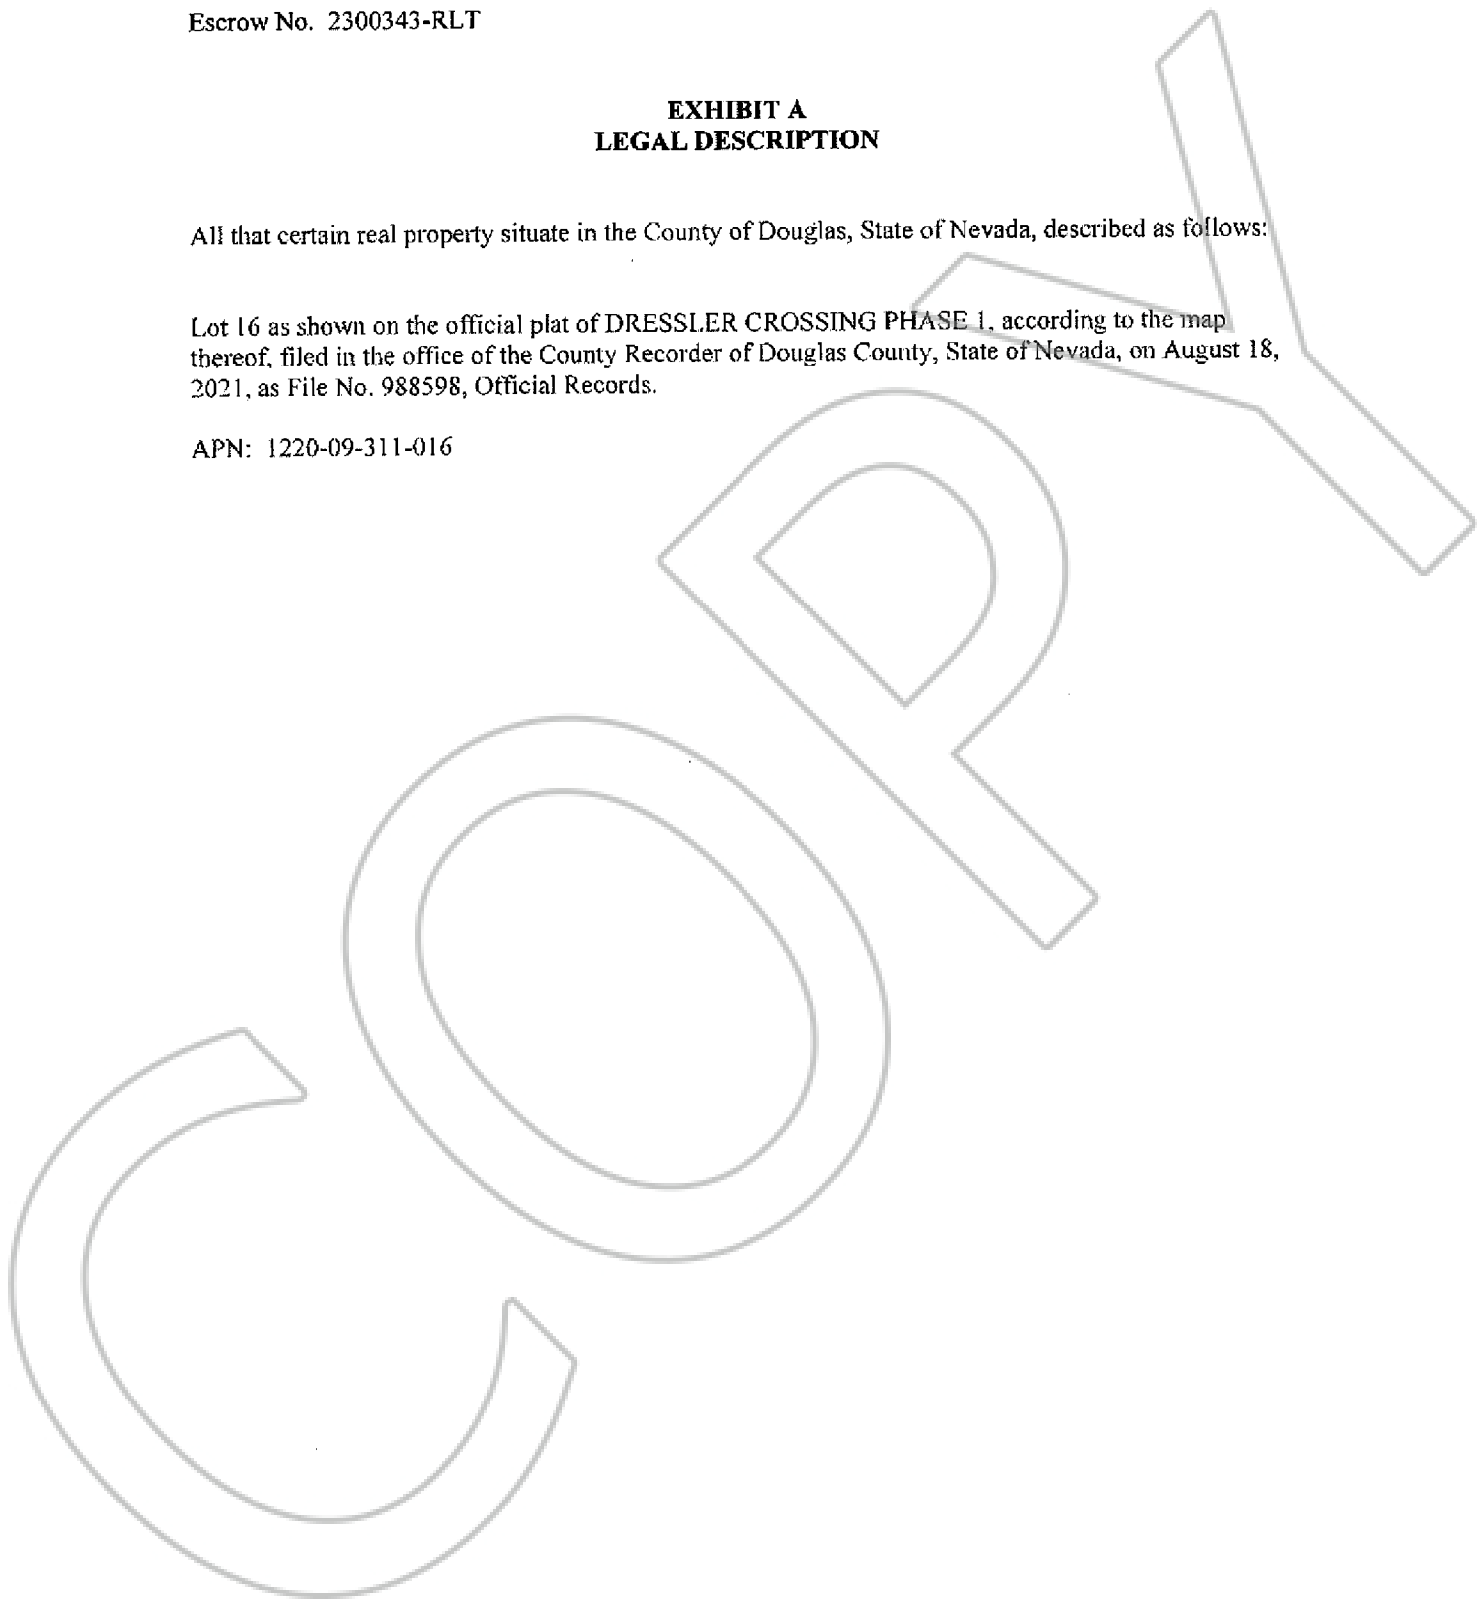 Escrow No. 2300343-RLT
EXHIBIT A
LEGAL DESCRIPTION
All that certain real property situate in the County of Douglas, State of Nevada, described as follows:
Lot 16 as shown on the official plat of DRESSLER CROSSING PHASE 1, according to the map
thereof, filed in the office of the County Recorder of Douglas County, State of Nevada, on August 18,
2021, as File No. 988598, Official Records.
APN: 1220-09-311-016
COPY